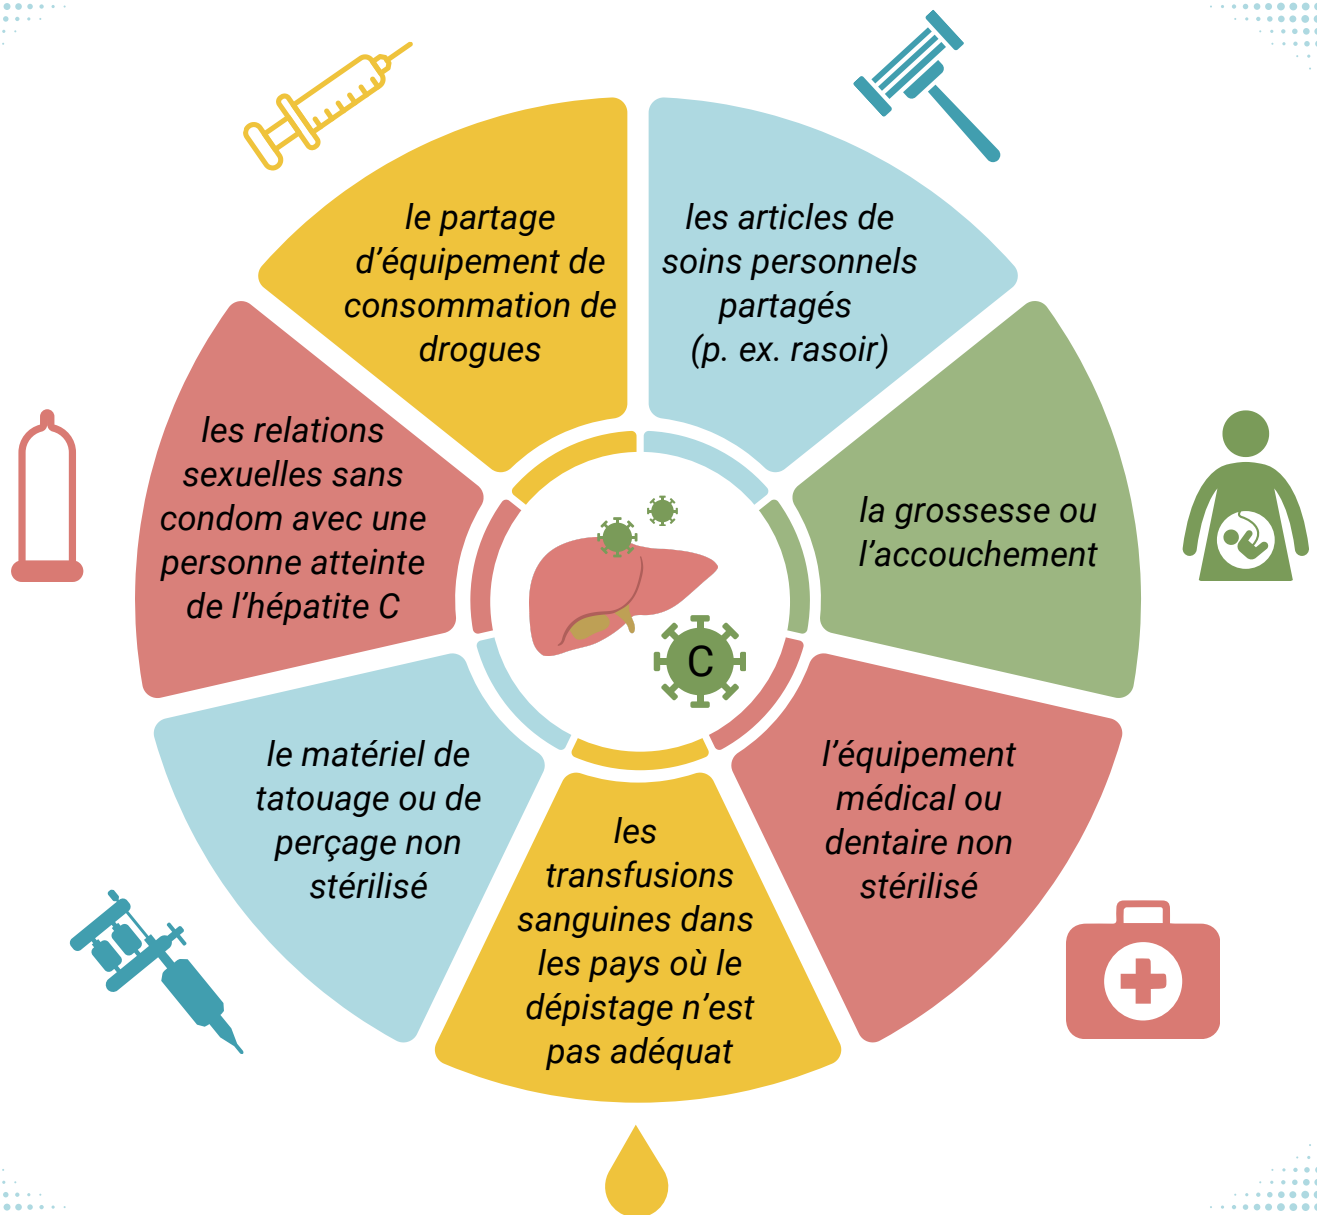 le partage
d’équipement de
consommation de
drogues
les articles de
soins personnels
partagés
(p. ex. rasoir)
la grossesse ou
l’accouchement
l’équipement
médical ou
dentaire non
stérilisé
les
transfusions
sanguines dans
les pays où le
dépistage n’est
pas adéquat
le matériel de
tatouage ou de
perçage non
stérilisé
les relations
sexuelles sans
condom avec une
personne atteinte
de l’hépatite C
C